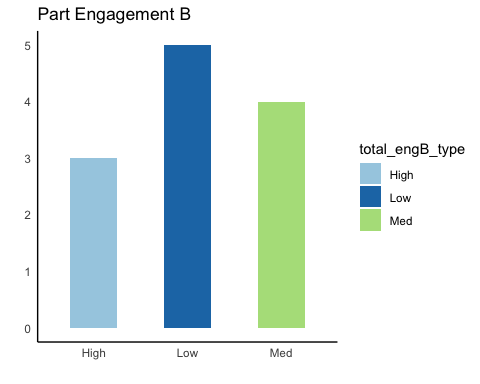 Part Engagement B
5
4
3
2
1
0
High
Low
Med
total_engB_type
High
Low
Med